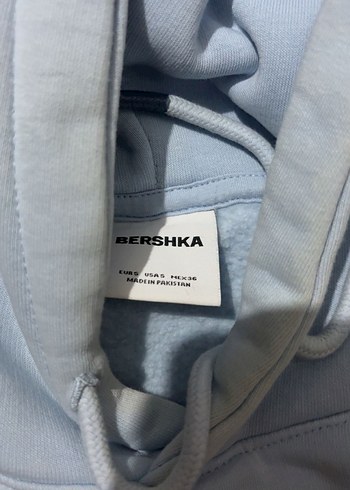 BERSHKA
EUR S USA S MEX 36
MADE IN PAKISTAN